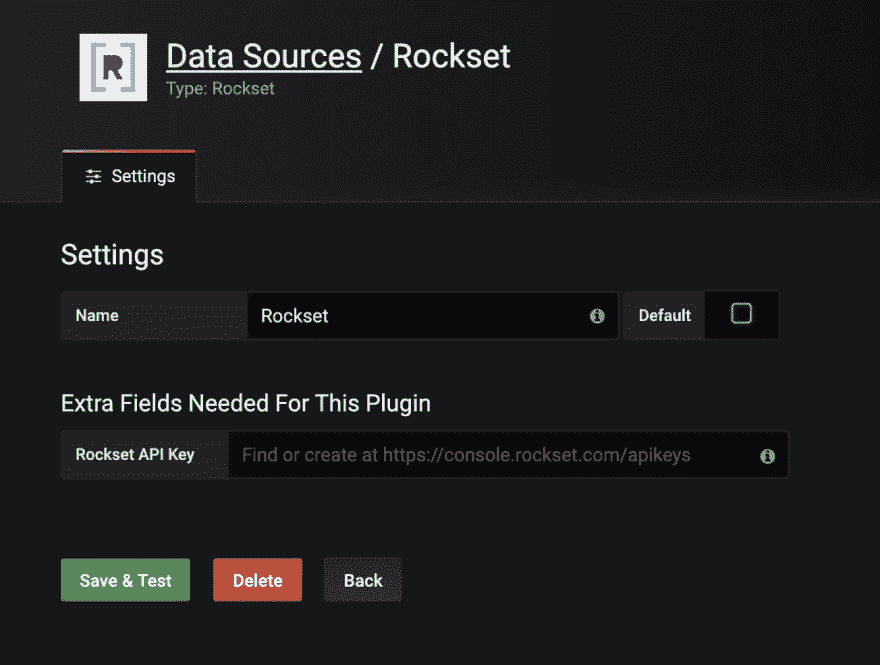 R
Data Sources / Rockset
Type: Rockset
Settings
Settings
Name Rockset Default
Extra Fields Needed For This Plugin
Rockset API Key Find or create at https://console.rockset.com/apikeys
Save & Test Delete Back